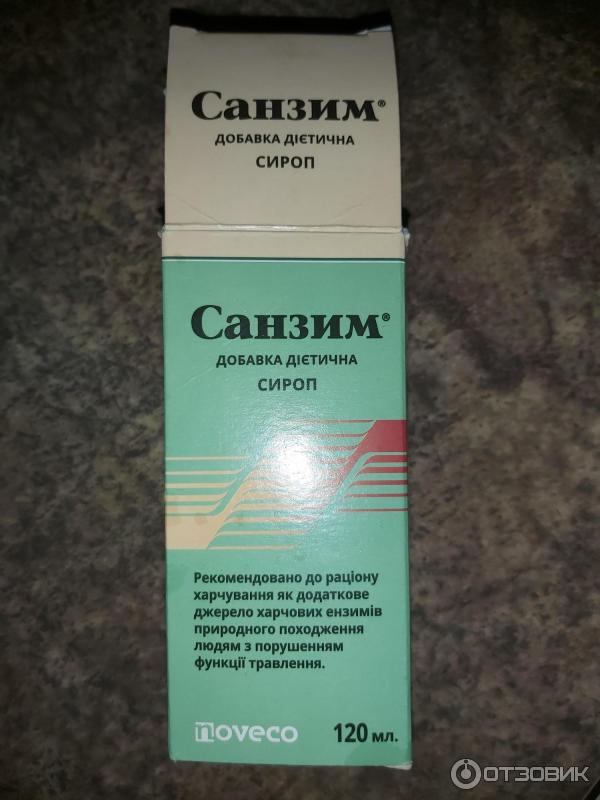 Санзим®
ДОБАВКА ДІЄТИЧНА
СИРОП
Санзим®
ДОБАВКА ДІЄТИЧНА
СИРОП
Рекомендовано до раціону
харчування як додаткове
джерело харчових ензимів
природного походження
людям з порушенням
функції травлення.
noveco
120 мл.
ОТЗОВИК